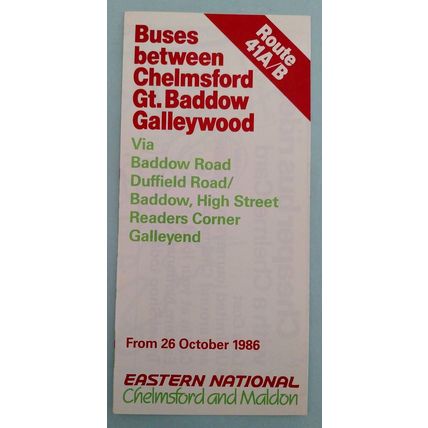 Route
41A/B
Buses
between
Chelmsford
Gt. Baddow
Galleywood
Via
Baddow Road
Duffield Road/
Baddow, High Street
Readers Corner
Galleyend
From 26 October 1986
EASTERN NATIONAL
Chelmsford and Maldon